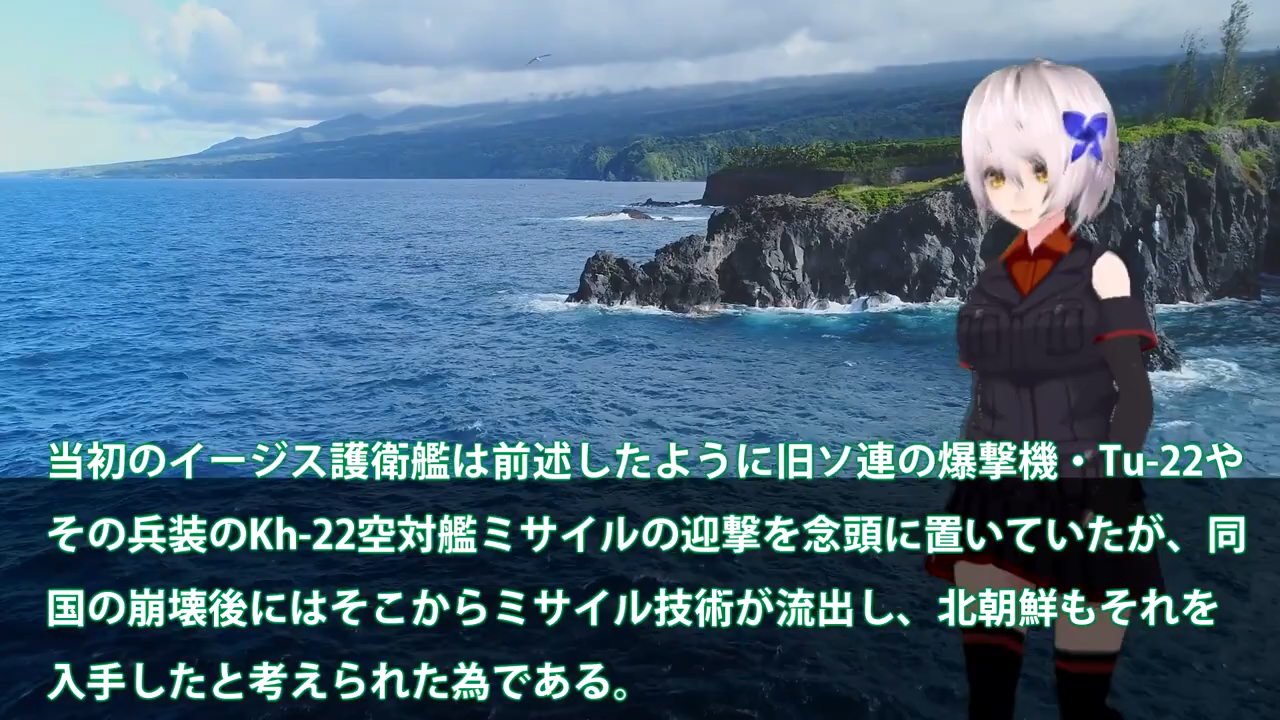 当初のイージス護衛艦は前述したように旧ソ連の爆撃機・Tu-22や
その兵装のKh-22空対艦ミサイルの迎撃を念頭に置いていたが、同
国の崩壊後にはそこからミサイル技術が流出し、北朝鮮もそれを
入手したと考えられた為である。